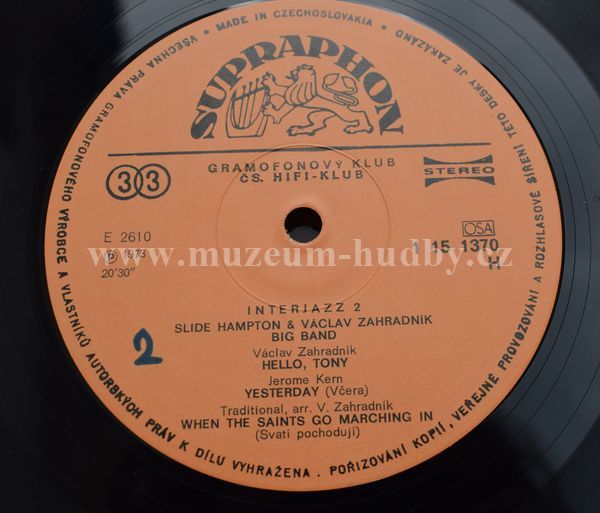 MADE IN CZECHOSLOVAKIA • VŠECHNA PRÁVA GRAMOFONOVÉHO VÝROBCE A VLASTNÍKŮ AUTORSKÝCH PRÁV K DÍLU VYHRAŽENA. POŘIZOVÁNÍ KOPIÍ, VEŘEJNÉ PROVOZOVÁNÍ A ROZHLASOVÉ ŠÍŘENÍ TÉTO DESKY JE ZAKÁZÁNO •
SUPRAPHON
GRAMOFONOVÝ KLUB
ČS. HIFI-KLUB
33
STEREO
E 2610
℗ 1973
20'30"
OSA
1 15 1370
H
www.muzeum-hudby.cz
INTERJAZZ 2
SLIDE HAMPTON & VÁCLAV ZAHRADNÍK
BIG BAND
Václav Zahradník
HELLO, TONY
Jerome Kern
YESTERDAY (Včera)
Traditional, arr. V. Zahradník
WHEN THE SAINTS GO MARCHING IN
(Svatí pochodují)
2